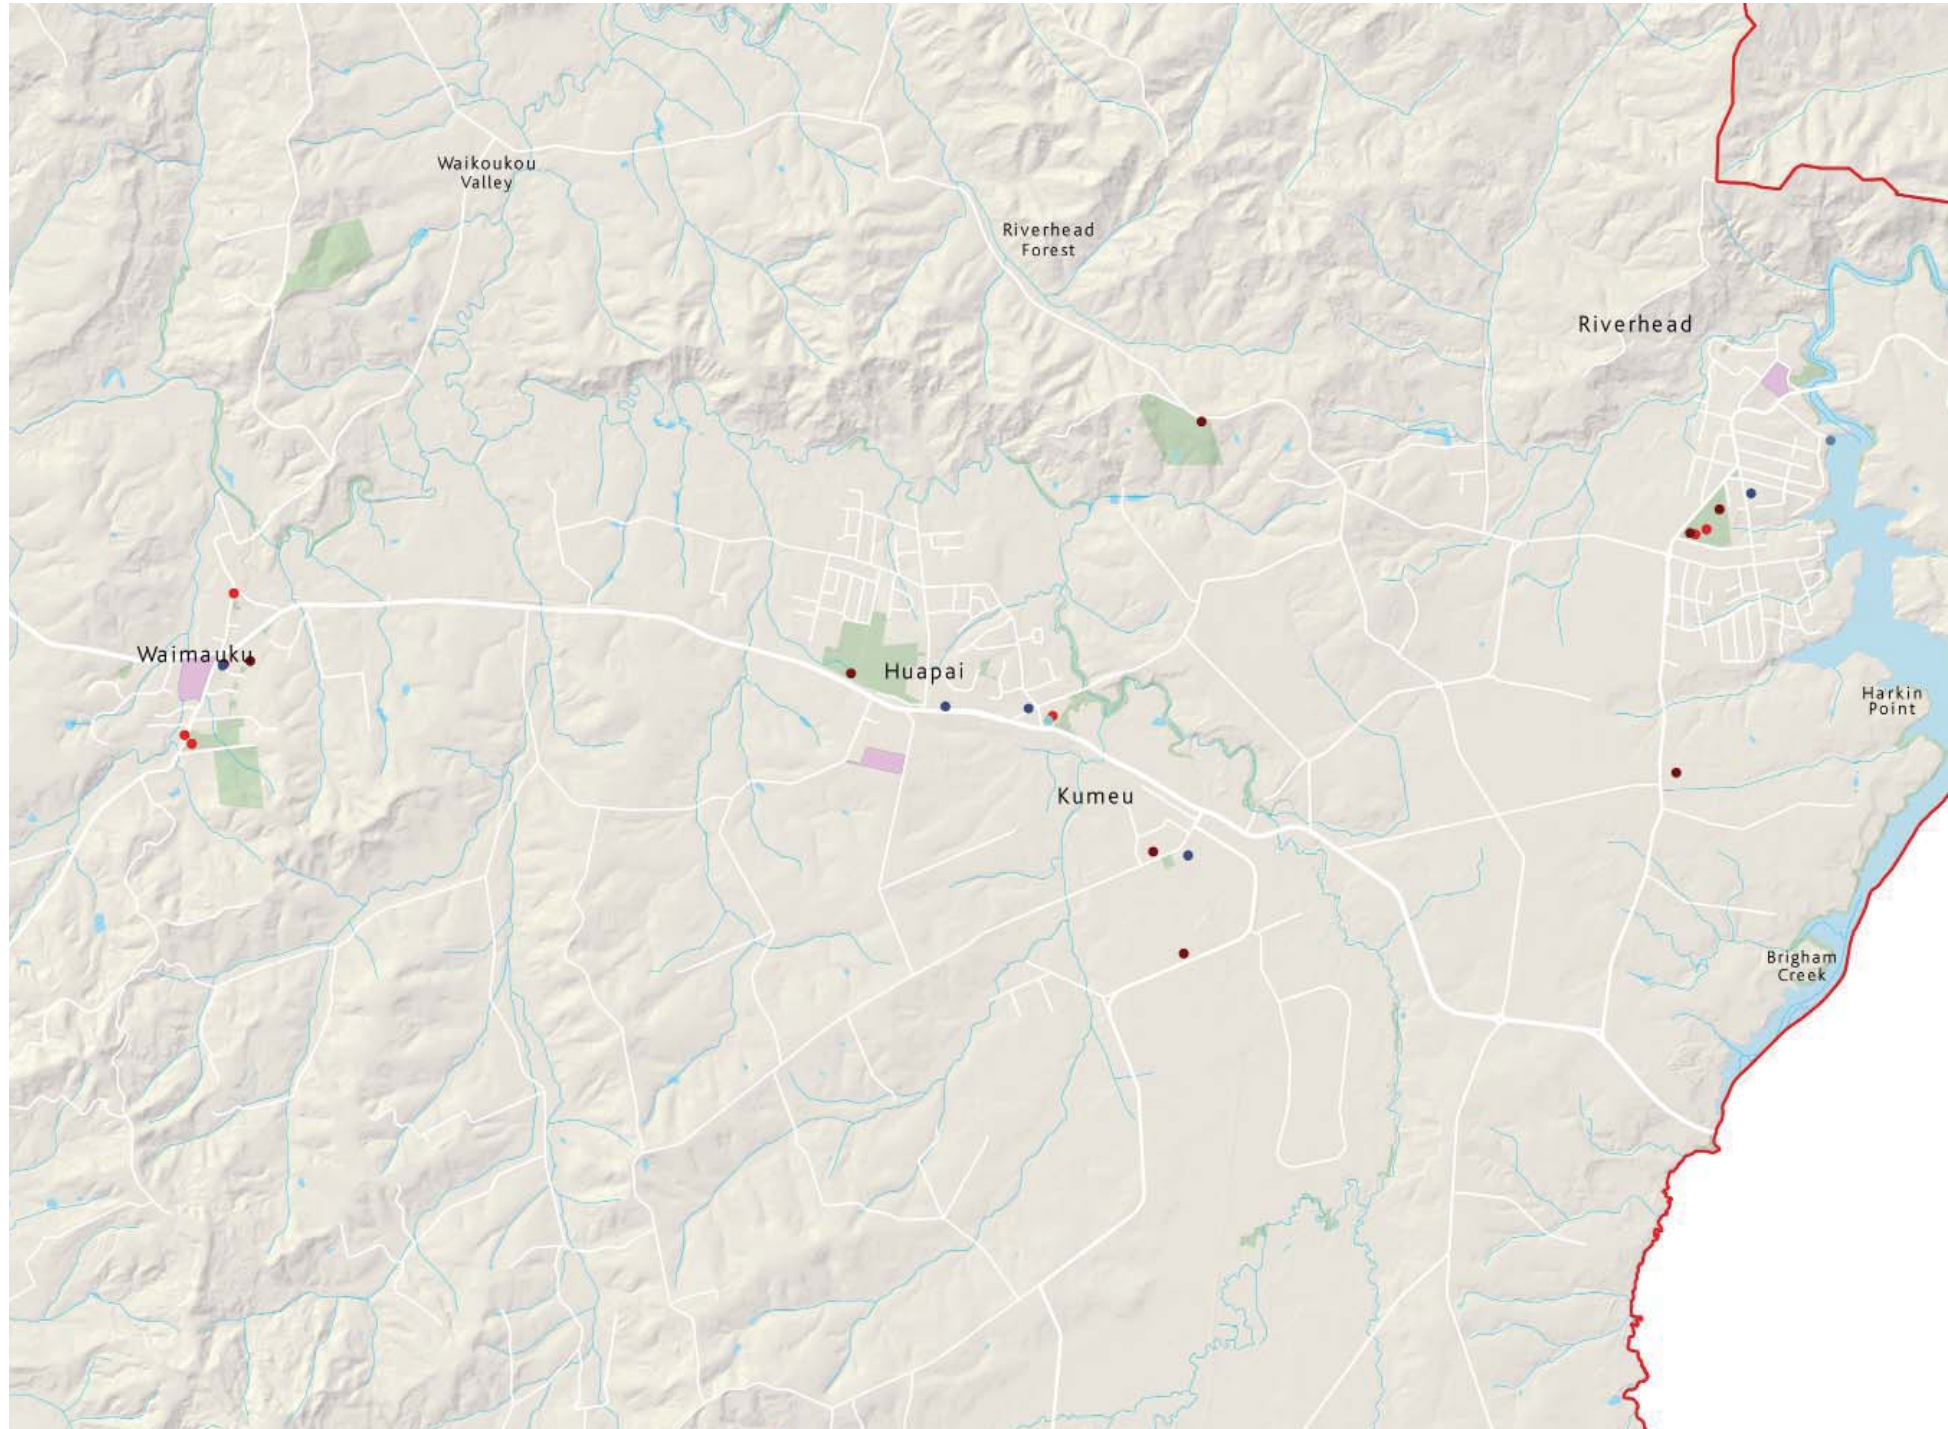 Waikoukou
Valley
Riverhead
Forest
Riverhead
Waimauku
Huapai
Harkin
Point
Kumeu
Brigham
Creek